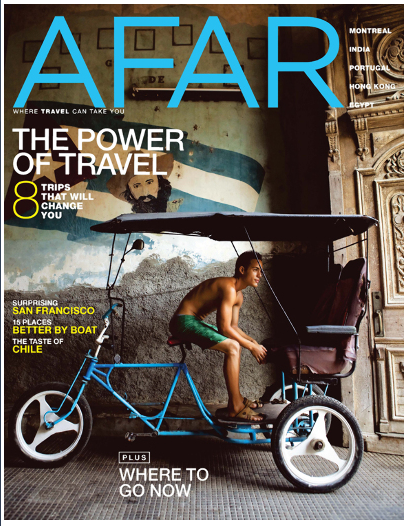 AFAR
MONTREAL
INDIA
PORTUGAL
HONG KONG
EGYPT
WHERE TRAVEL CAN TAKE YOU
THE POWER
OF TRAVEL
8 TRIPS
THAT WILL
CHANGE
YOU
SURPRISING
SAN FRANCISCO
15 PLACES
BETTER BY BOAT
THE TASTE OF
CHILE
PLUS
WHERE TO
GO NOW